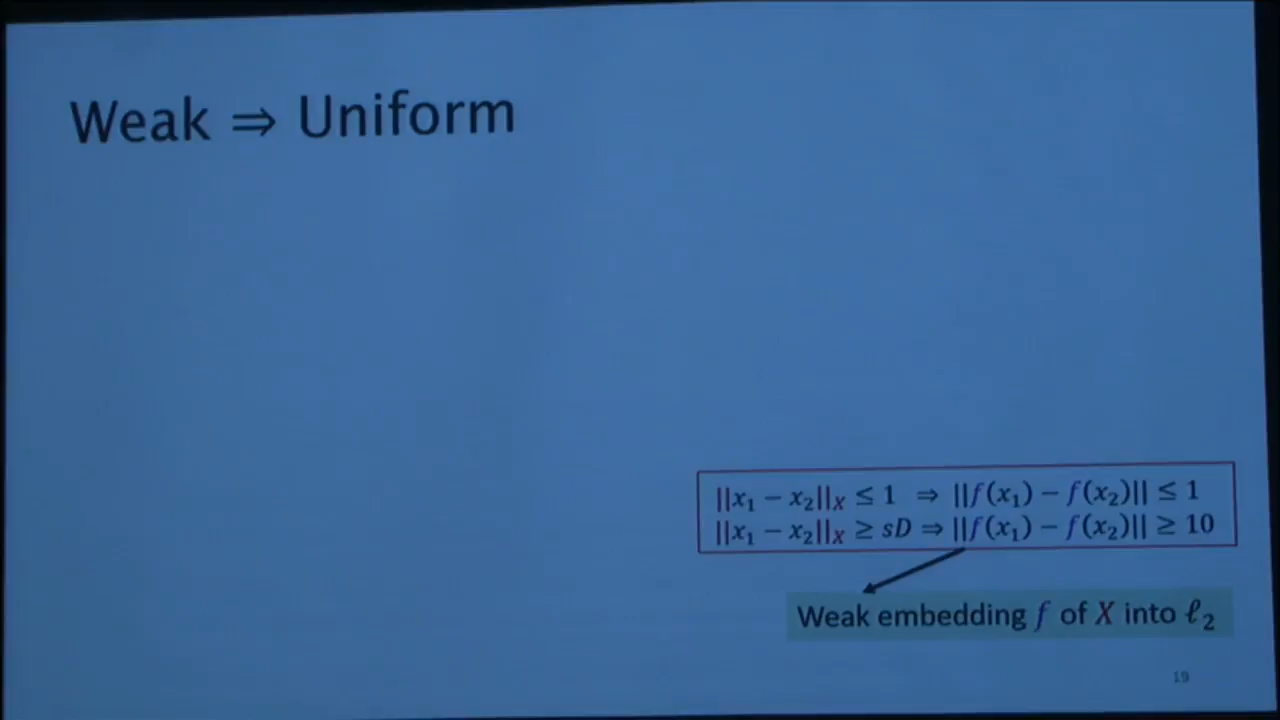 Weak ⇒ Uniform
||x₁ − x₂||_X ≤ 1 ⇒ ||f(x₁) − f(x₂)|| ≤ 1
||x₁ − x₂||_X ≥ sD ⇒ ||f(x₁) − f(x₂)|| ≥ 10
Weak embedding f of X into ℓ₂
19